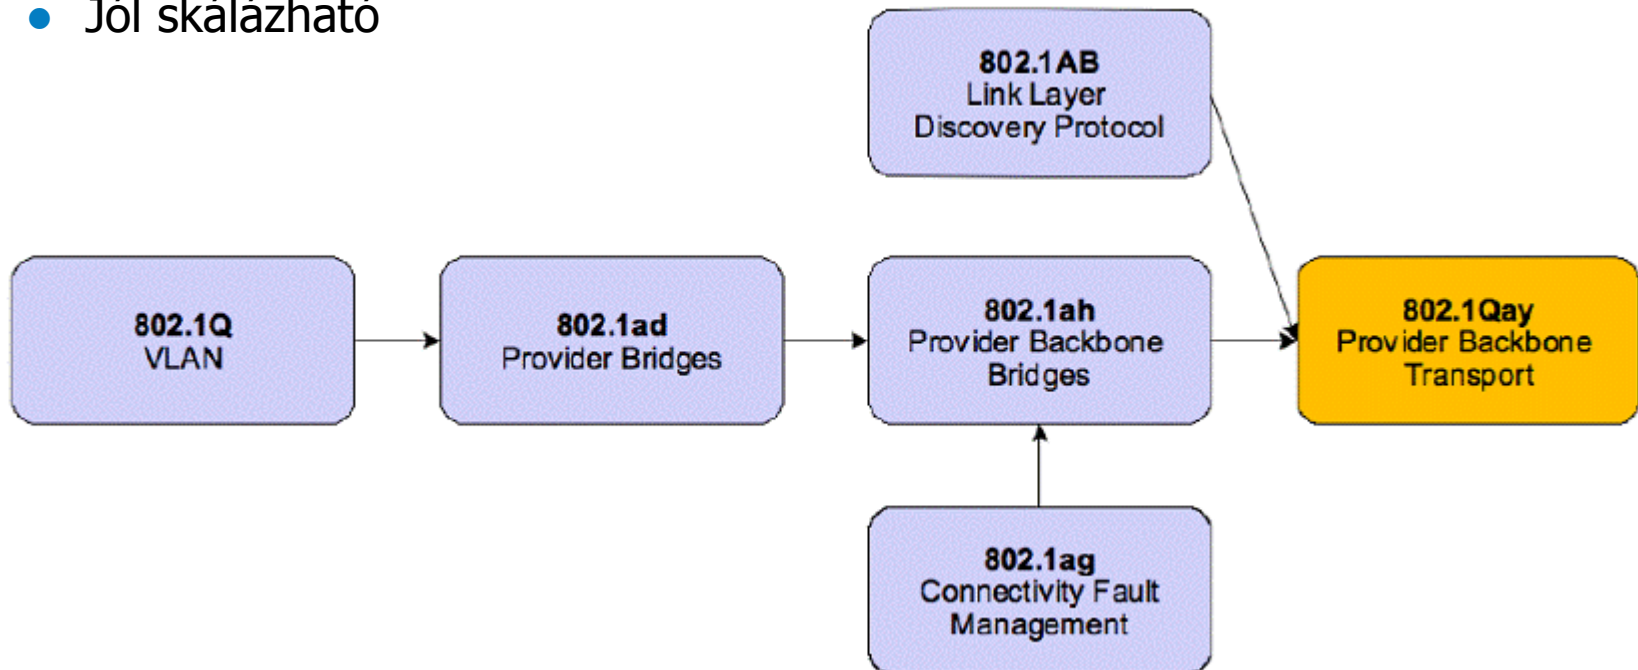 • Jól skálázható
802.1AB
Link Layer
Discovery Protocol
802.1Q
VLAN
802.1ad
Provider Bridges
802.1ah
Provider Backbone
Bridges
802.1Qay
Provider Backbone
Transport
802.1ag
Connectivity Fault
Management